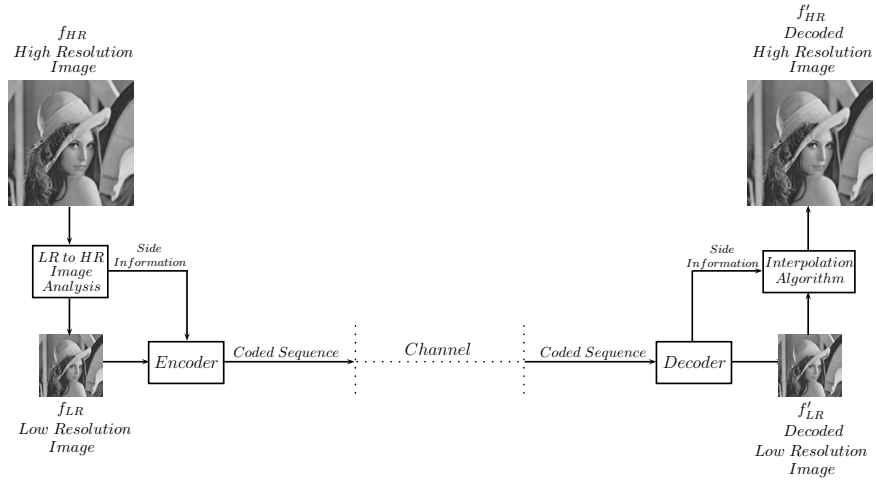 f_HR
High Resolution
Image
LR to HR
Image
Analysis
Side
Information
f_LR
Low Resolution
Image
Encoder
Coded Sequence
Channel
Coded Sequence
Decoder
Side
Information
Interpolation
Algorithm
f'_HR
Decoded
High Resolution
Image
f'_LR
Decoded
Low Resolution
Image